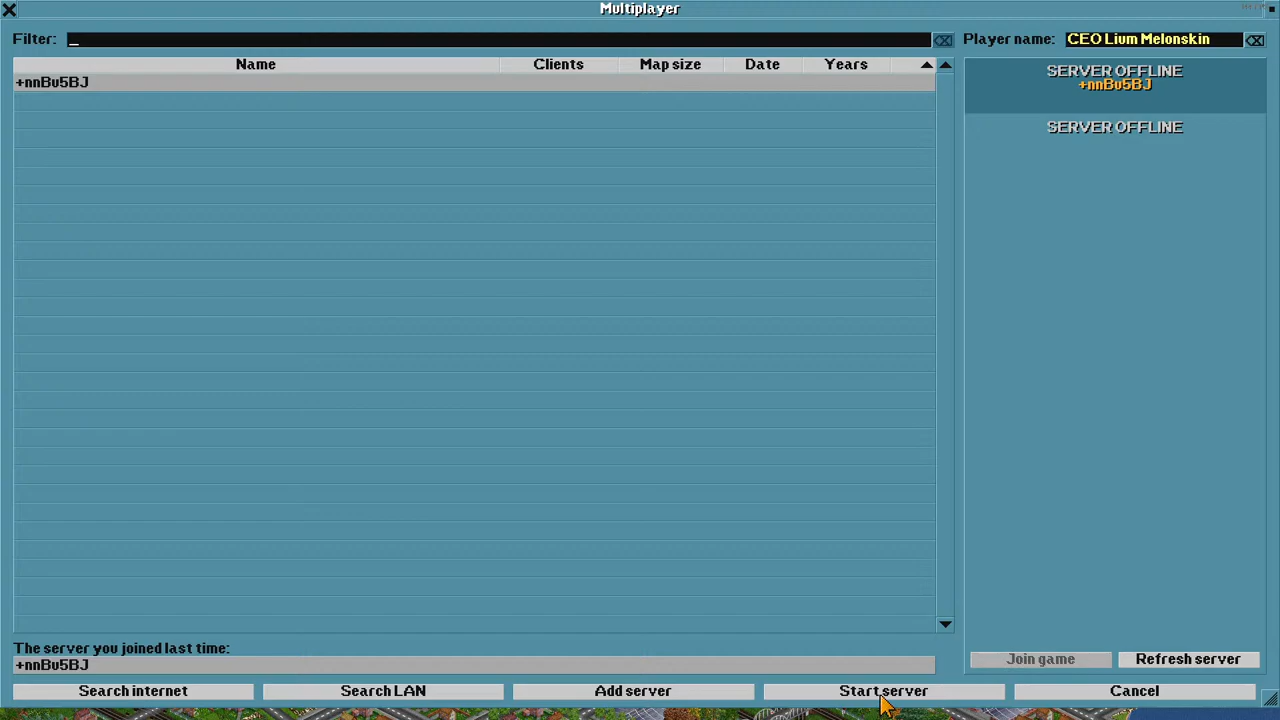 Multiplayer
Filter:
Player name: CEO Lium Melonskin
Name Clients Map size Date Years
+nnBu5BJ
SERVER OFFLINE
+nnBu5BJ
SERVER OFFLINE
The server you joined last time:
+nnBu5BJ
Join game Refresh server
Search internet Search LAN Add server Start server Cancel